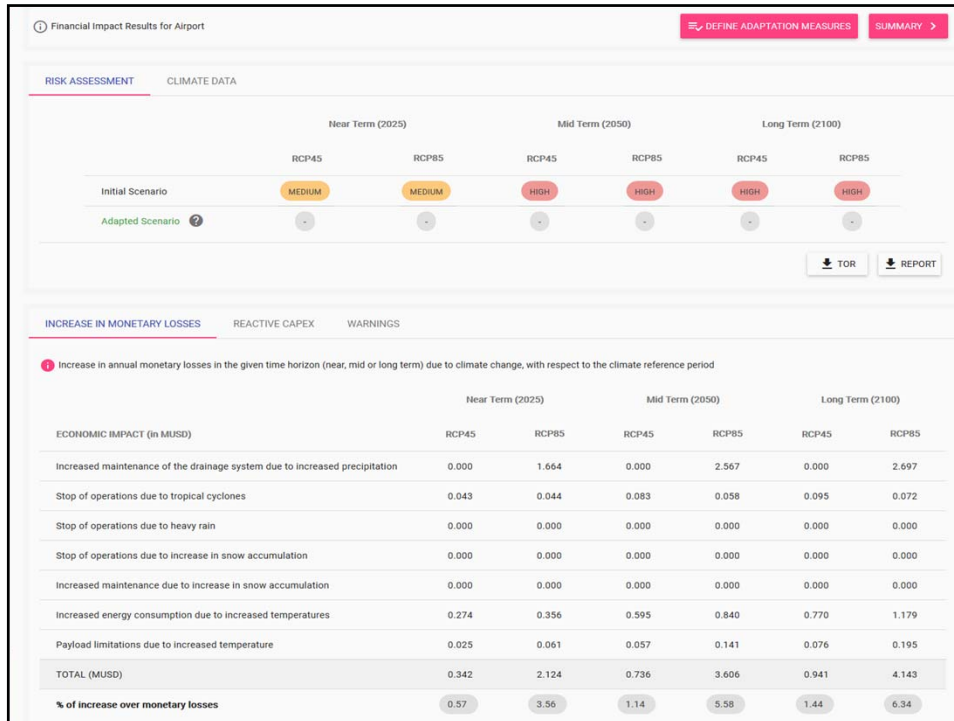 Financial Impact Results for Airport
DEFINE ADAPTATION MEASURES
SUMMARY >
RISK ASSESSMENT CLIMATE DATA
Near Term (2025) Mid Term (2050) Long Term (2100)
RCP45 RCP85 RCP45 RCP85 RCP45 RCP85
Initial Scenario MEDIUM MEDIUM HIGH HIGH HIGH HIGH
Adapted Scenario ? - - - - - -
TOR REPORT
INCREASE IN MONETARY LOSSES REACTIVE CAPEX WARNINGS
Increase in annual monetary losses in the given time horizon (near, mid or long term) due to climate change, with respect to the climate reference period
Near Term (2025) Mid Term (2050) Long Term (2100)
ECONOMIC IMPACT (in MUSD) RCP45 RCP85 RCP45 RCP85 RCP45 RCP85
Increased maintenance of the drainage system due to increased precipitation 0.000 1.664 0.000 2.567 0.000 2.697
Stop of operations due to tropical cyclones 0.043 0.044 0.083 0.058 0.095 0.072
Stop of operations due to heavy rain 0.000 0.000 0.000 0.000 0.000 0.000
Stop of operations due to increase in snow accumulation 0.000 0.000 0.000 0.000 0.000 0.000
Increased maintenance due to increase in snow accumulation 0.000 0.000 0.000 0.000 0.000 0.000
Increased energy consumption due to increased temperatures 0.274 0.356 0.595 0.840 0.770 1.179
Payload limitations due to increased temperature 0.025 0.061 0.057 0.141 0.076 0.195
TOTAL (MUSD) 0.342 2.124 0.736 3.606 0.941 4.143
% of increase over monetary losses 0.57 3.56 1.14 5.58 1.44 6.34